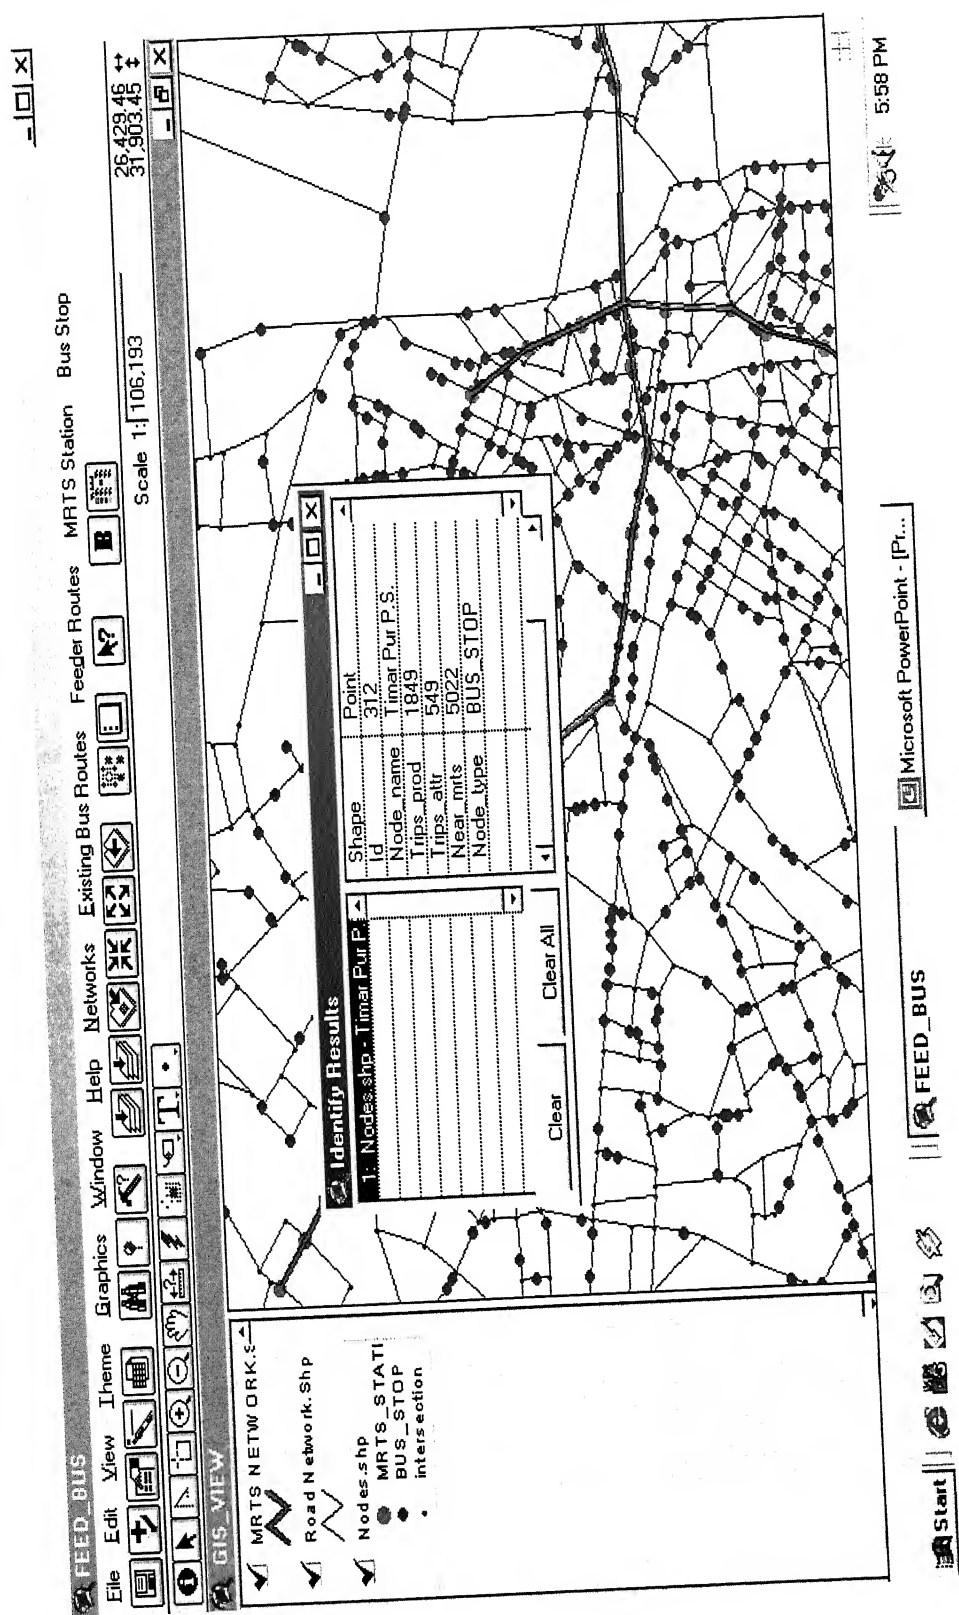 FEED_BUS
File Edit View Theme Graphics Window Help Networks Existing Bus Routes Feeder Routes MRTS Station Bus Stop
B
Scale 1: 106,193
26,429.46
31,903.45
T
GIS_VIEW
MRTS NETWORK.S
Road Network.Shp
Nodes.shp
MRTS_STATI
BUS_STOP
intersection
Identify Results
1: Nodes.shp - Timar Pur P.
Shape Point
Id 312
Node_name Timar Pur P.S.
Trips_prod 1849
Trips_attr 549
Near_mrts 5022
Node_type BUS_STOP
Clear
Clear All
Start
FEED_BUS
Microsoft PowerPoint - [Pr...
5:58 PM